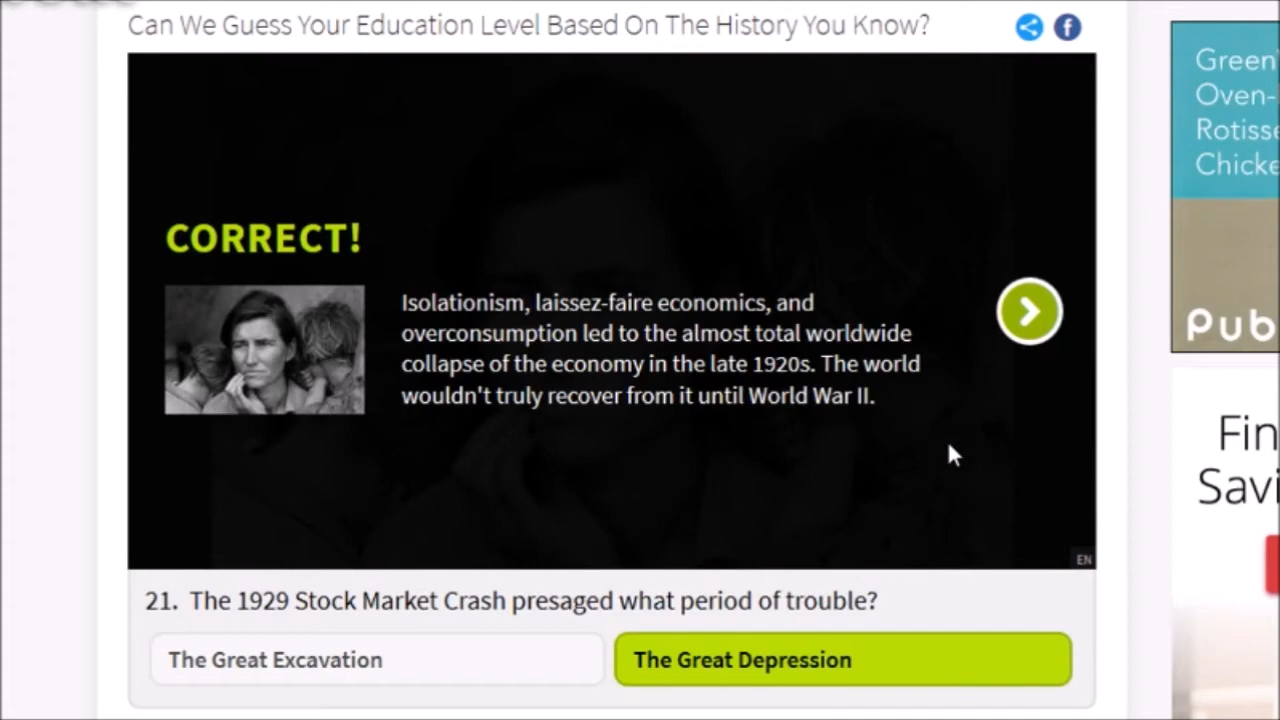 Can We Guess Your Education Level Based On The History You Know?
f
Green
Oven-
Rotisse
Chicke
CORRECT!
Isolationism, laissez-faire economics, and
overconsumption led to the almost total worldwide
collapse of the economy in the late 1920s. The world
wouldn't truly recover from it until World War II.
Pub
Fin
Savi
EN
21. The 1929 Stock Market Crash presaged what period of trouble?
The Great Excavation
The Great Depression